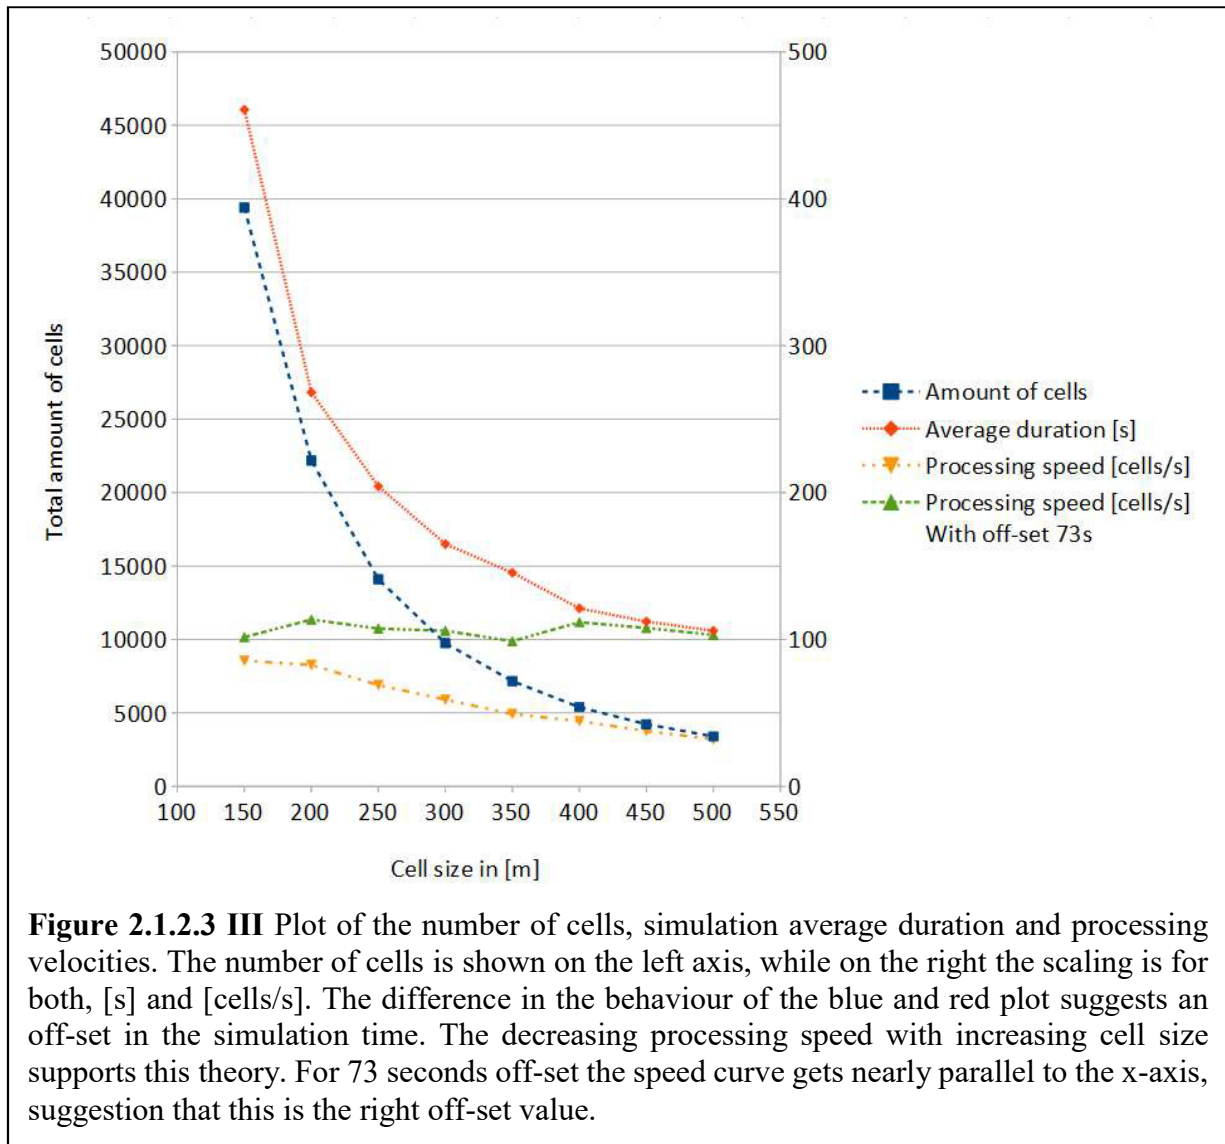 50000
45000
40000
35000
30000
25000
20000
15000
10000
5000
0
500
400
300
200
100
0
100 150 200 250 300 350 400 450 500 550
Total amount of cells
Cell size in [m]
Amount of cells
Average duration [s]
Processing speed [cells/s]
Processing speed [cells/s]
With off-set 73s
Figure 2.1.2.3 III Plot of the number of cells, simulation average duration and processing
velocities. The number of cells is shown on the left axis, while on the right the scaling is for
both, [s] and [cells/s]. The difference in the behaviour of the blue and red plot suggests an
off-set in the simulation time. The decreasing processing speed with increasing cell size
supports this theory. For 73 seconds off-set the speed curve gets nearly parallel to the x-axis,
suggestion that this is the right off-set value.